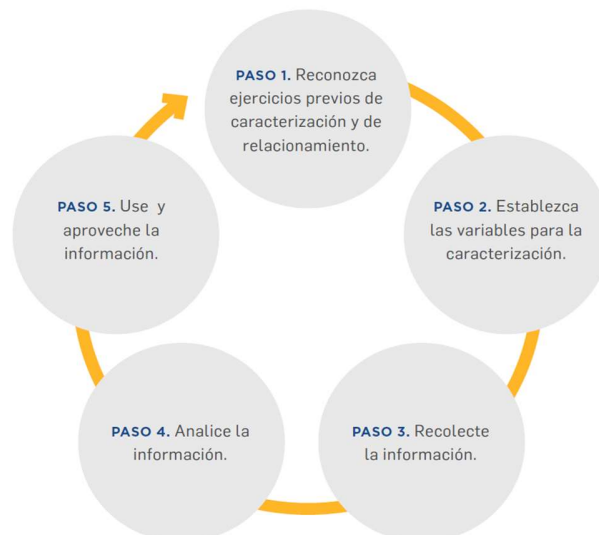 PASO 1. Reconozca
ejercicios previos de
caracterización y de
relacionamiento.
PASO 2. Establezca
las variables para la
caracterización.
PASO 3. Recolecte
la información.
PASO 4. Analice la
información.
PASO 5. Use y
aproveche la
información.